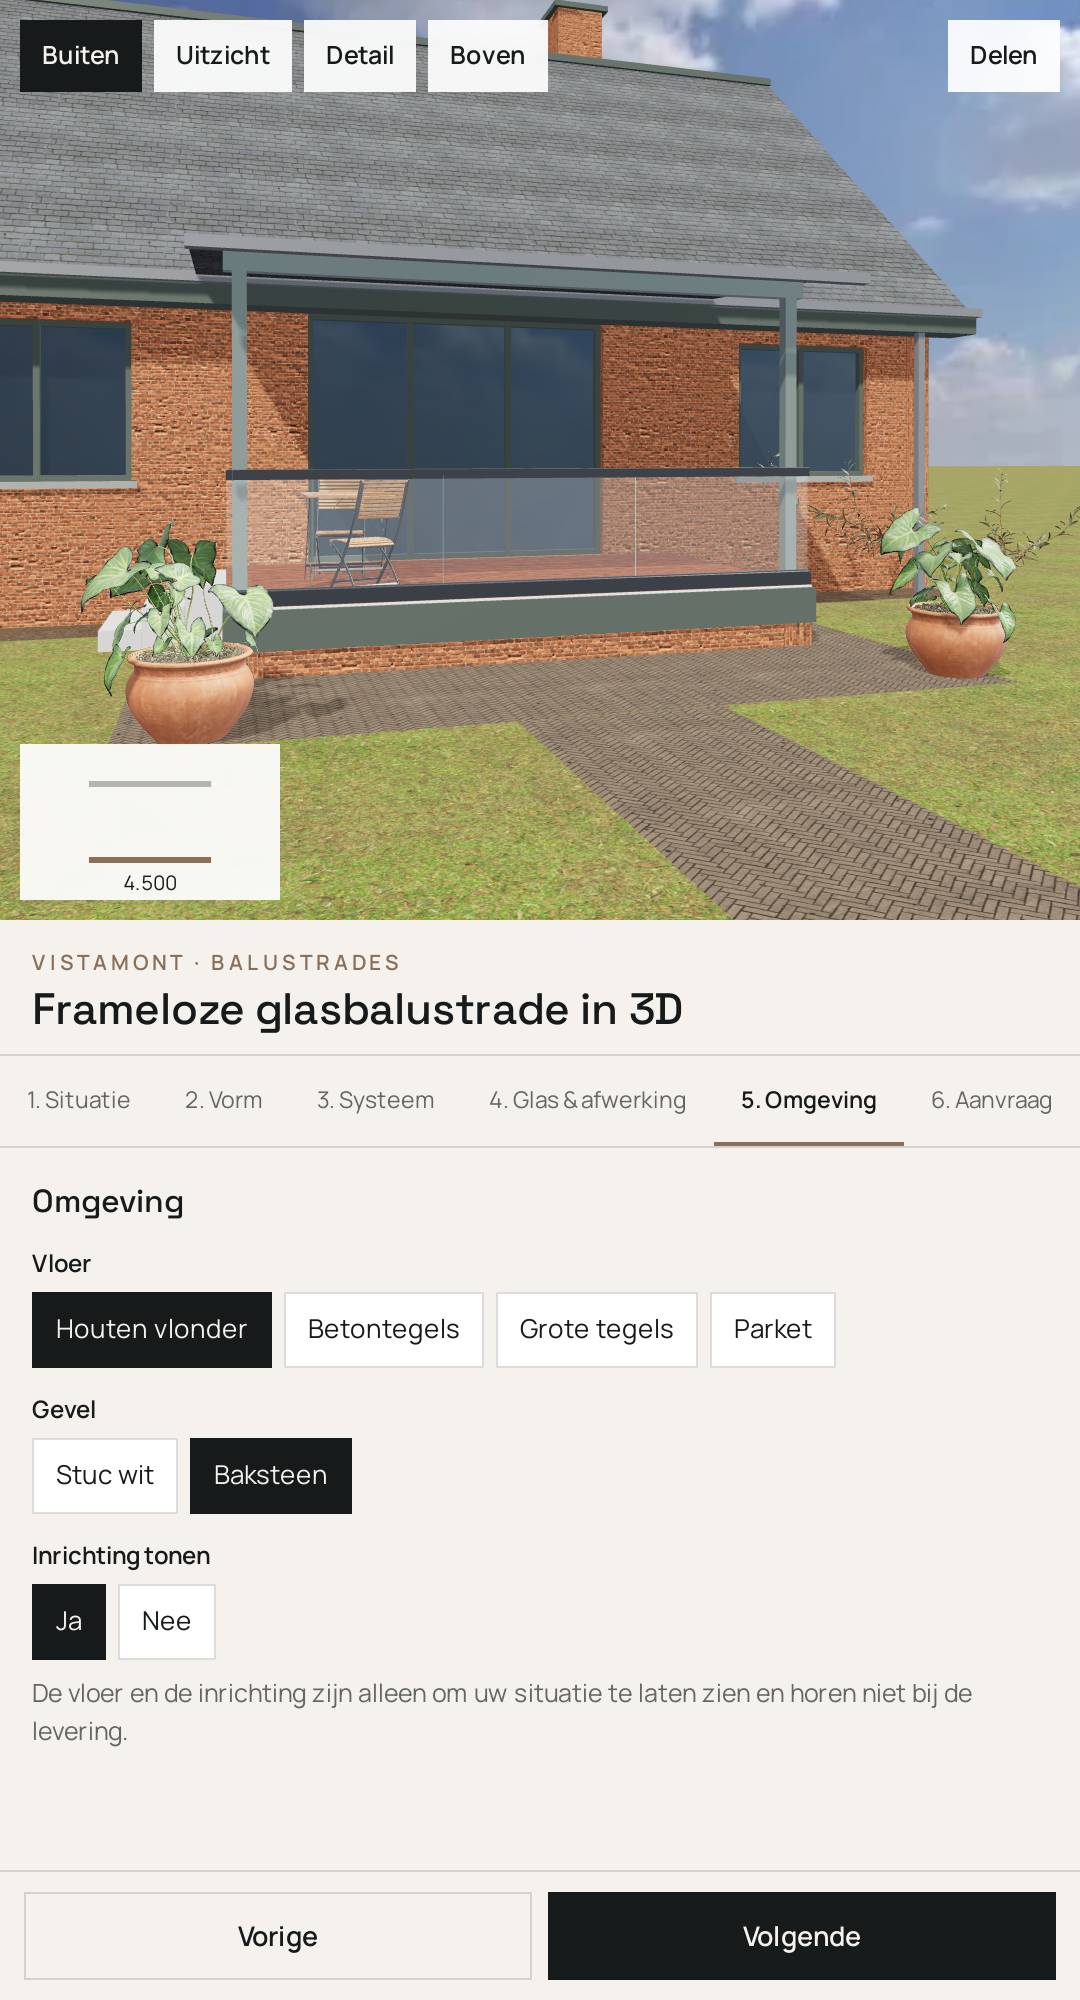 Buiten Uitzicht Detail Boven Delen
4.500
VISTAMONT · BALUSTRADES
Frameloze glasbalustrade in 3D
1. Situatie 2. Vorm 3. Systeem 4. Glas & afwerking 5. Omgeving 6. Aanvraag
Omgeving
Vloer
Houten vlonder Betontegels Grote tegels Parket
Gevel
Stuc wit Baksteen
Inrichting tonen
Ja Nee
De vloer en de inrichting zijn alleen om uw situatie te laten zien en horen niet bij de
levering.
Vorige Volgende